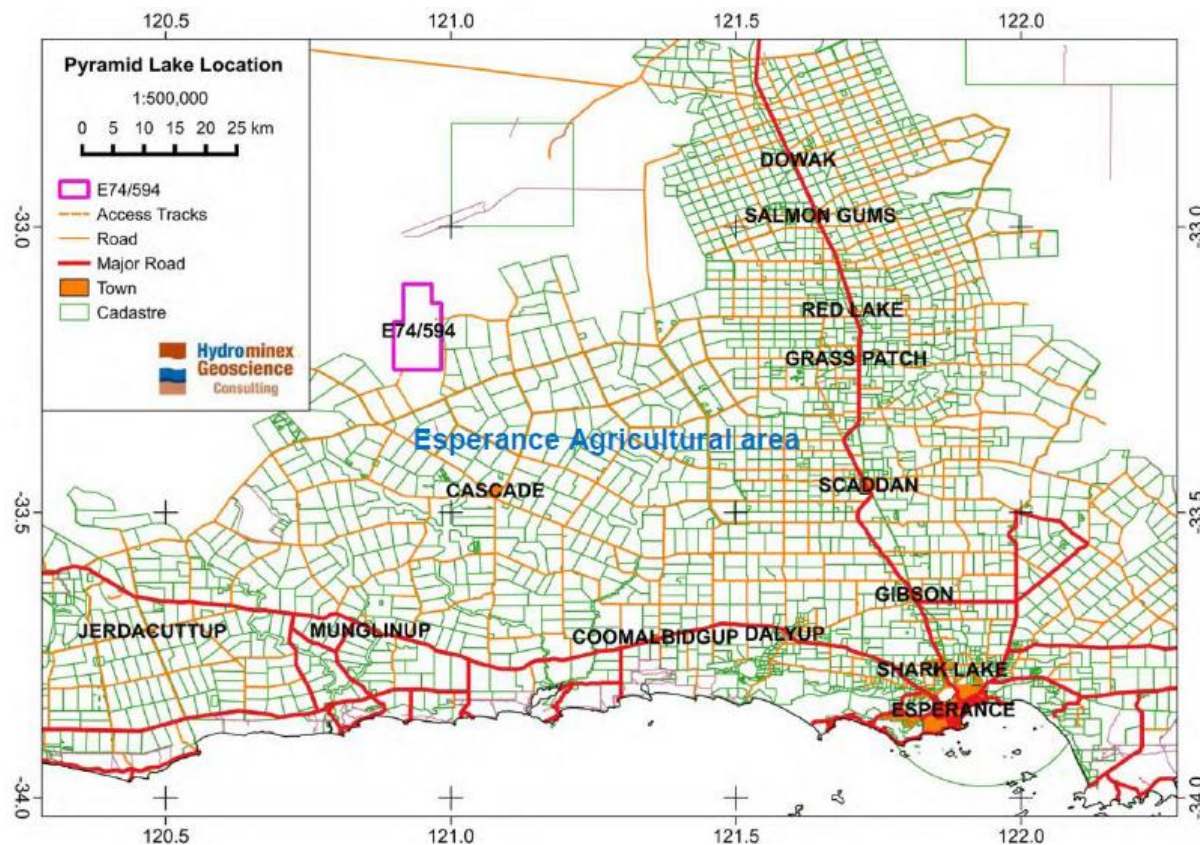 120.5
121.0
121.5
122.0
Pyramid Lake Location
1:500,000
0 5 10 15 20 25 km
E74/594
Access Tracks
Road
Major Road
Town
Cadastre
Hydrominex
Geoscience
Consulting
-33.0
-33.0
DOWAK
SALMON GUMS
RED LAKE
E74/594
GRASS PATCH
Esperance Agricultural area
CASCADE
SCADDAN
-33.5
-33.5
GIBSON
JERDACUTTUP
MUNGLINUP
COOMALBIDGUP
DALYUP
SHARK LAKE
ESPERANCE
-34.0
-34.0
120.5
121.0
121.5
122.0